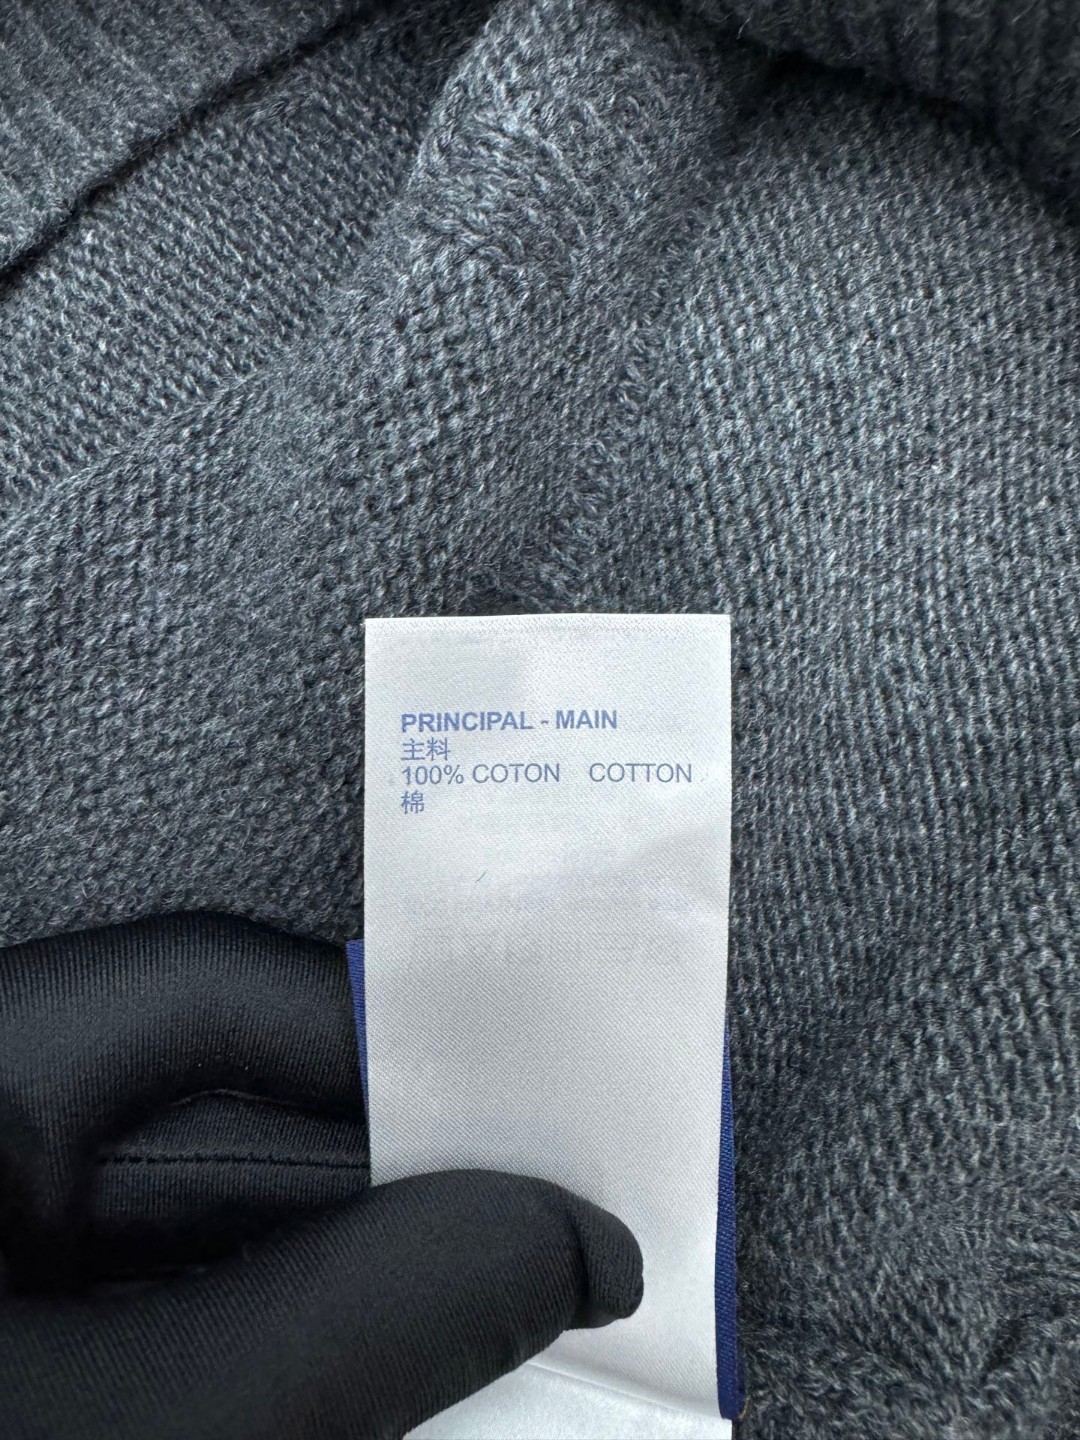 PRINCIPAL - MAIN
主料
100% COTON COTTON
棉